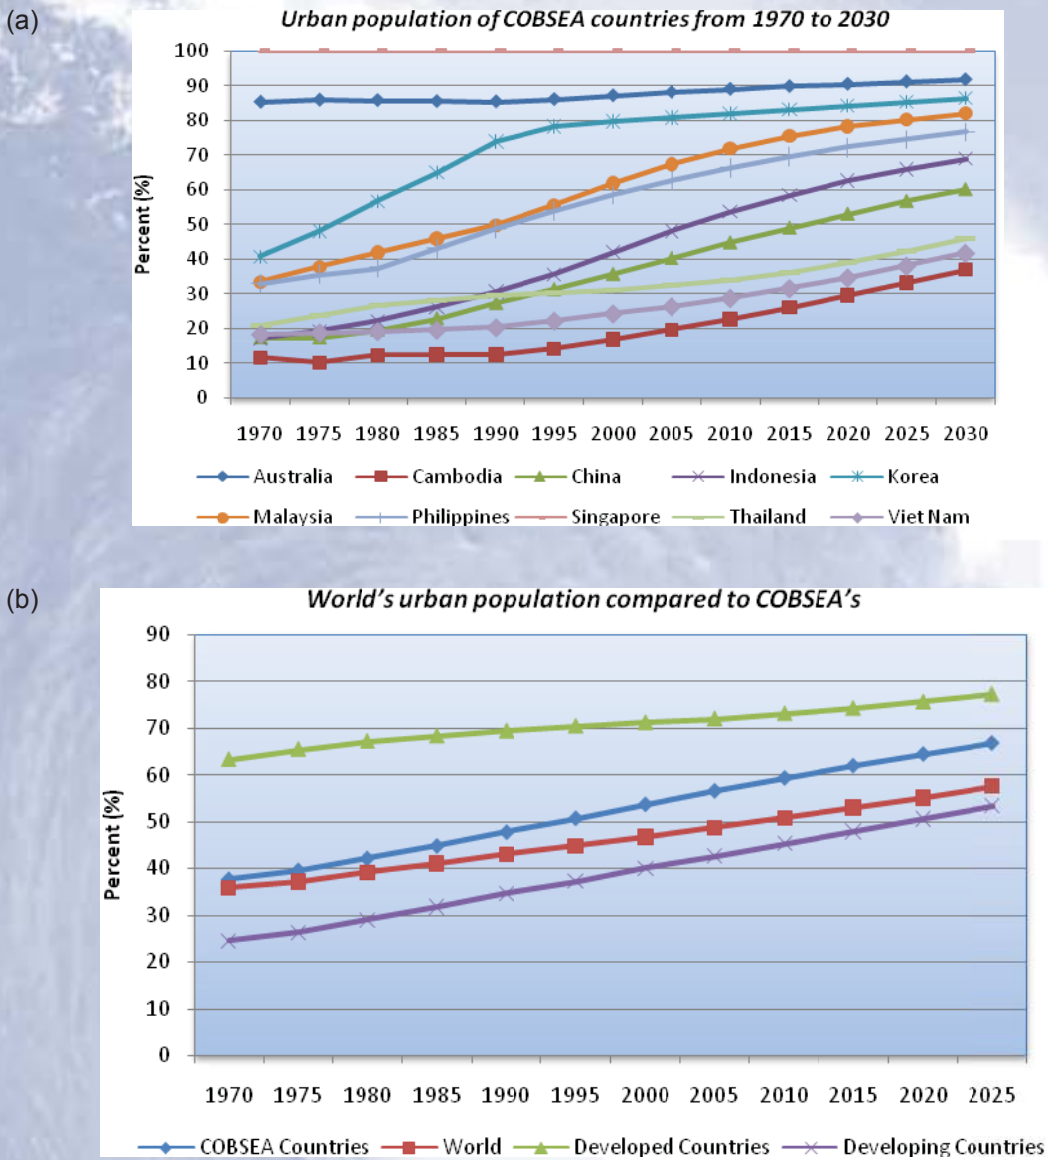 (a)
Urban population of COBSEA countries from 1970 to 2030
Percent (%)
100
90
80
70
60
50
40
30
20
10
0
1970 1975 1980 1985 1990 1995 2000 2005 2010 2015 2020 2025 2030
Australia Cambodia China Indonesia Korea
Malaysia Philippines Singapore Thailand Viet Nam
(b)
World's urban population compared to COBSEA's
Percent (%)
90
80
70
60
50
40
30
20
10
0
1970 1975 1980 1985 1990 1995 2000 2005 2010 2015 2020 2025
COBSEA Countries World Developed Countries Developing Countries